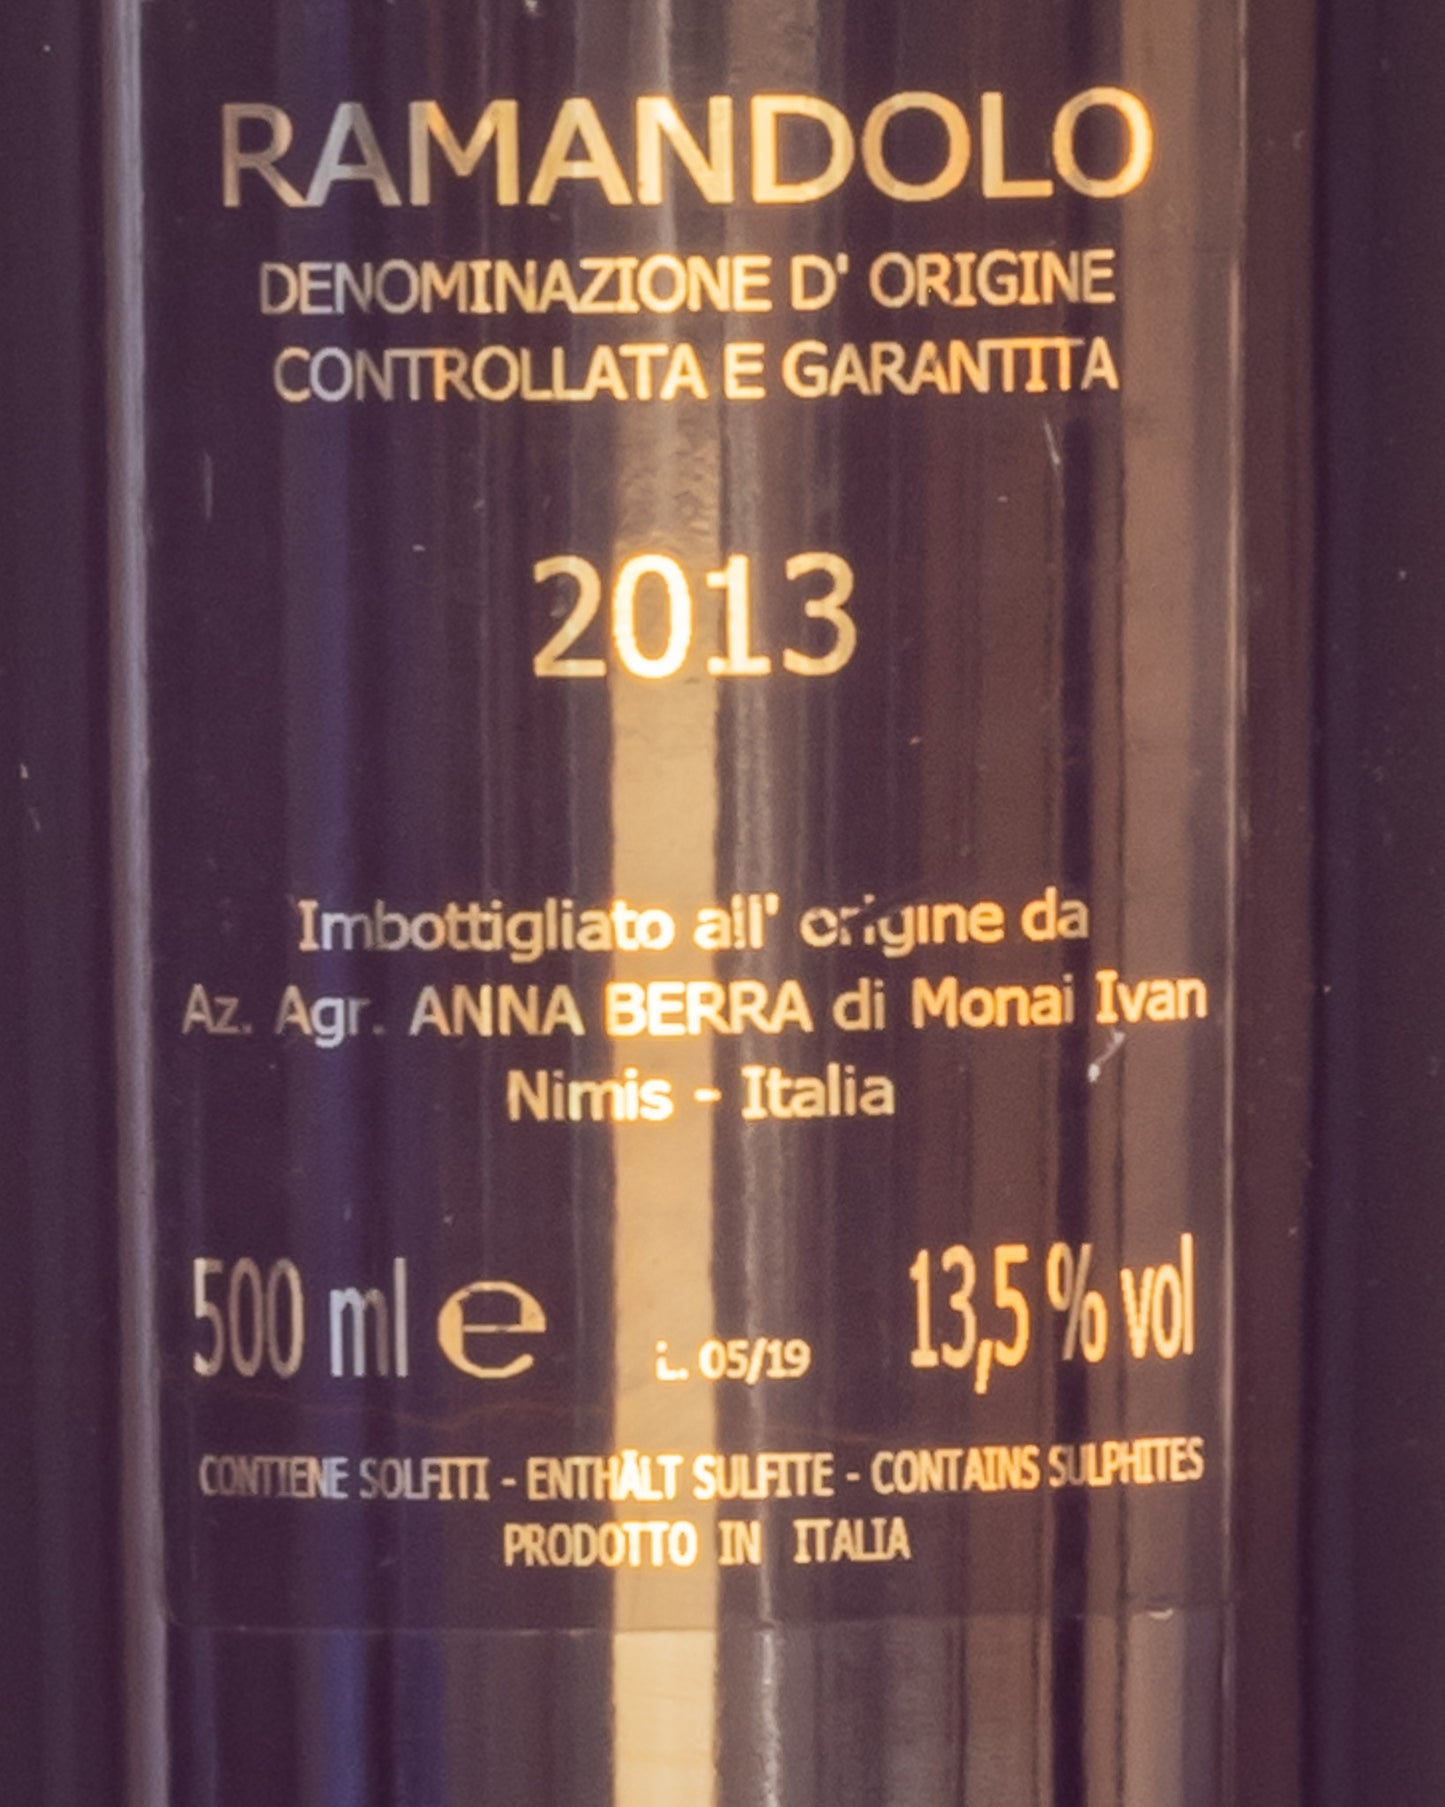 RAMANDOLO
DENOMINAZIONE D' ORIGINE
CONTROLLATA E GARANTITA
2013
Imbottigliato all' origine da
Az. Agr. ANNA BERRA di Monai Ivan
Nimis - Italia
500 ml e L. 05/19 13,5 % vol
CONTIENE SOLFITI - ENTHÄLT SULFITE - CONTAINS SULPHITES
PRODOTTO IN ITALIA